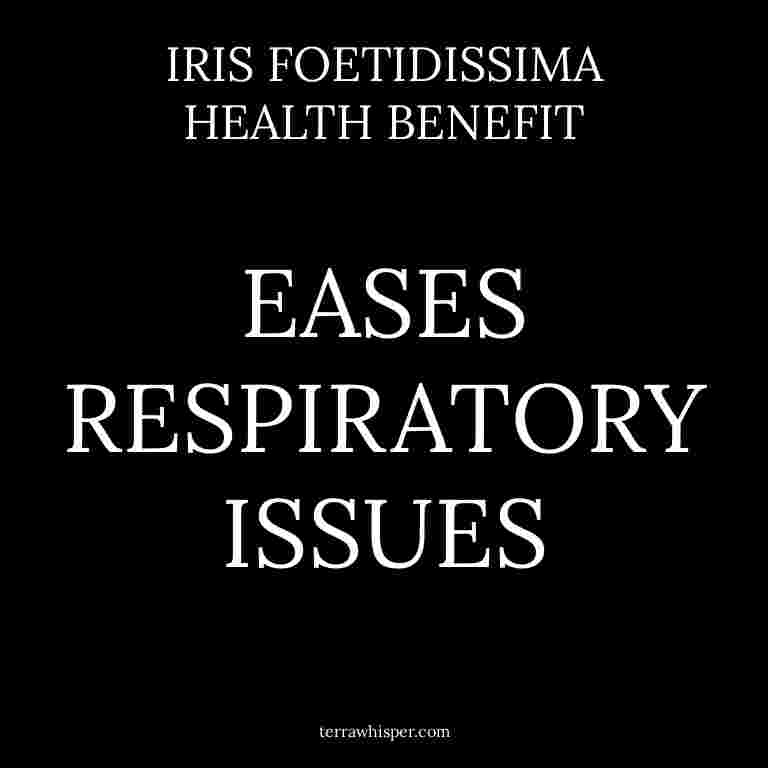 IRIS FOETIDISSIMA
HEALTH BENEFIT
EASES
RESPIRATORY
ISSUES
terrawhisper.com